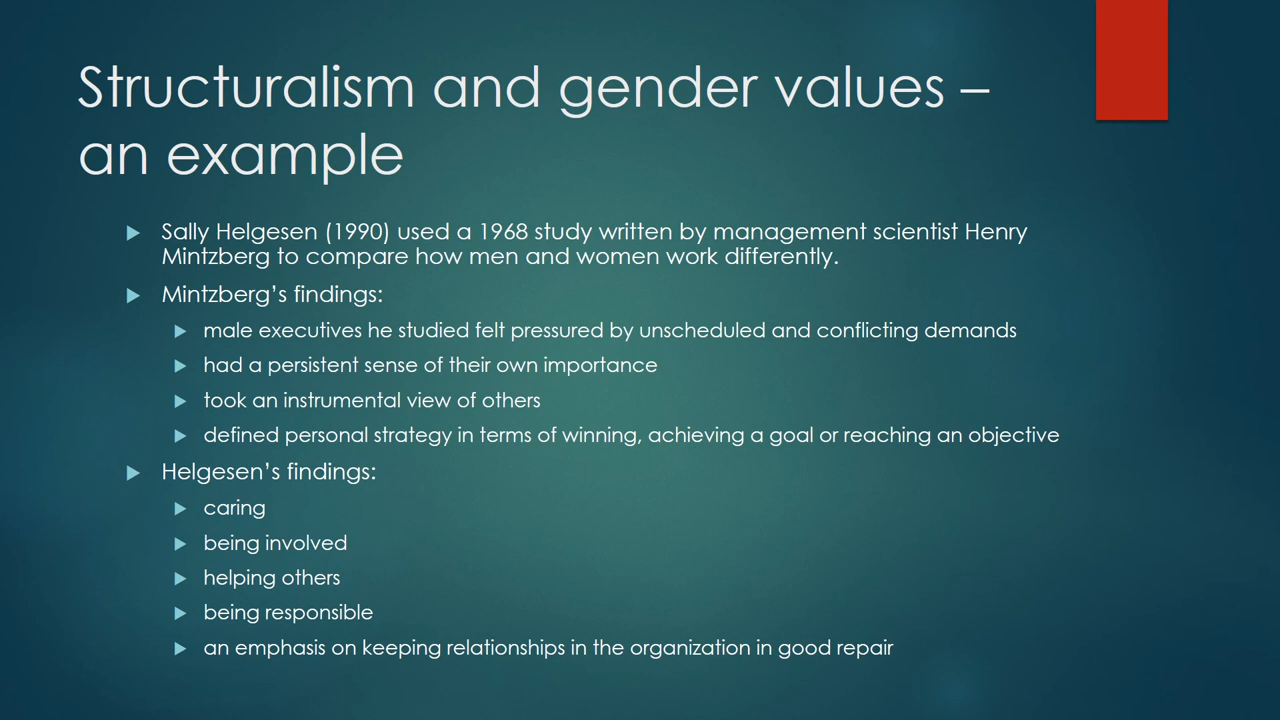 Structuralism and gender values –
an example
Sally Helgesen (1990) used a 1968 study written by management scientist Henry
Mintzberg to compare how men and women work differently.
Mintzberg’s findings:
male executives he studied felt pressured by unscheduled and conflicting demands
had a persistent sense of their own importance
took an instrumental view of others
defined personal strategy in terms of winning, achieving a goal or reaching an objective
Helgesen’s findings:
caring
being involved
helping others
being responsible
an emphasis on keeping relationships in the organization in good repair